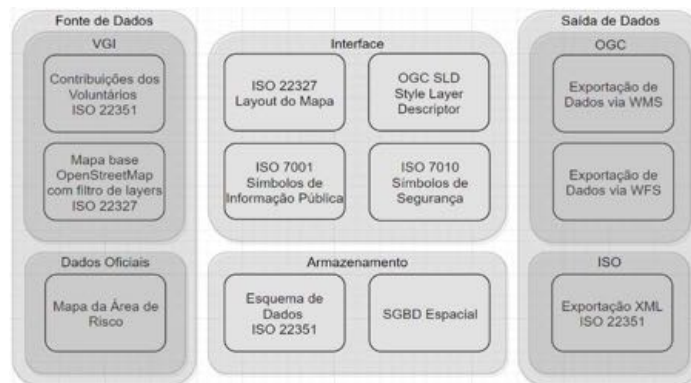 Fonte de Dados
VGI
Contribuições dos
Voluntários
ISO 22351
Mapa base
OpenStreetMap
com filtro de layers
ISO 22327
Dados Oficiais
Mapa da Área de
Risco
Interface
ISO 22327
Layout do Mapa
OGC SLD
Style Layer
Descriptor
ISO 7001
Símbolos de
Informação Pública
ISO 7010
Símbolos de
Segurança
Armazenamento
Esquema de
Dados
ISO 22351
SGBD Espacial
Saída de Dados
OGC
Exportação de
Dados via WMS
Exportação de
Dados via WFS
ISO
Exportação XML
ISO 22351